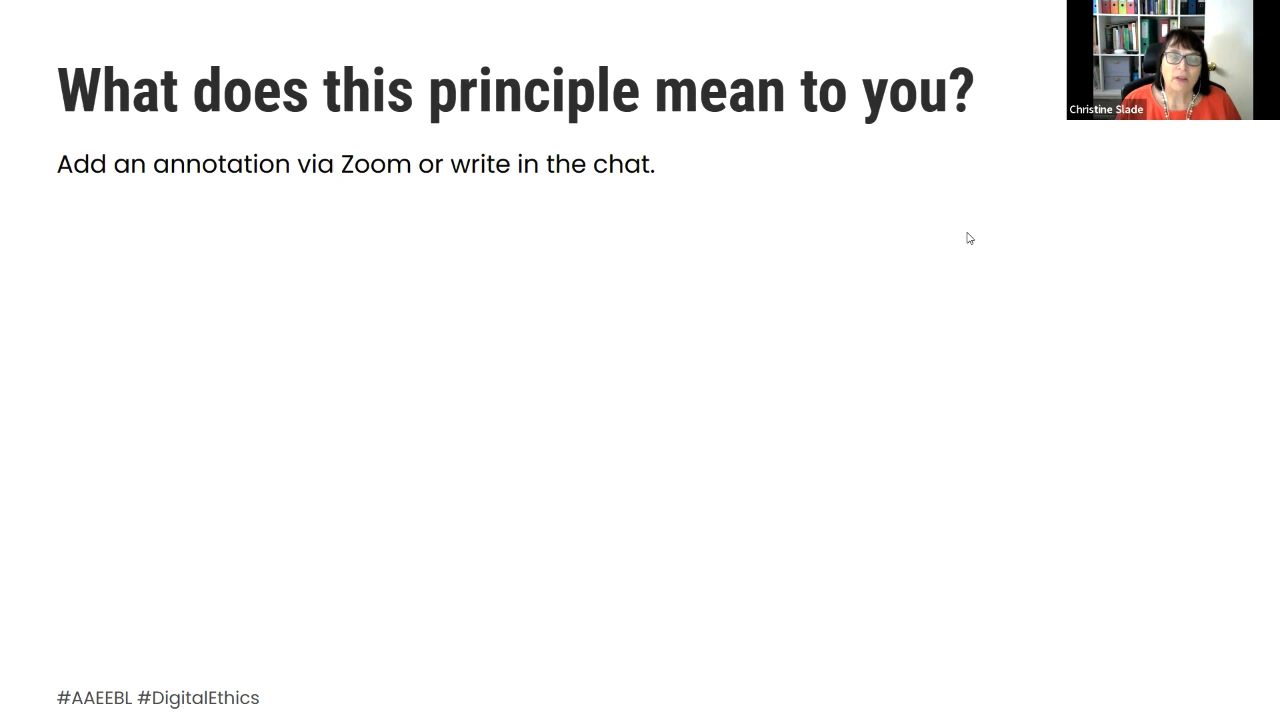 What does this principle mean to you?
Christine Slade
Add an annotation via Zoom or write in the chat.
#AAEEBL #DigitalEthics